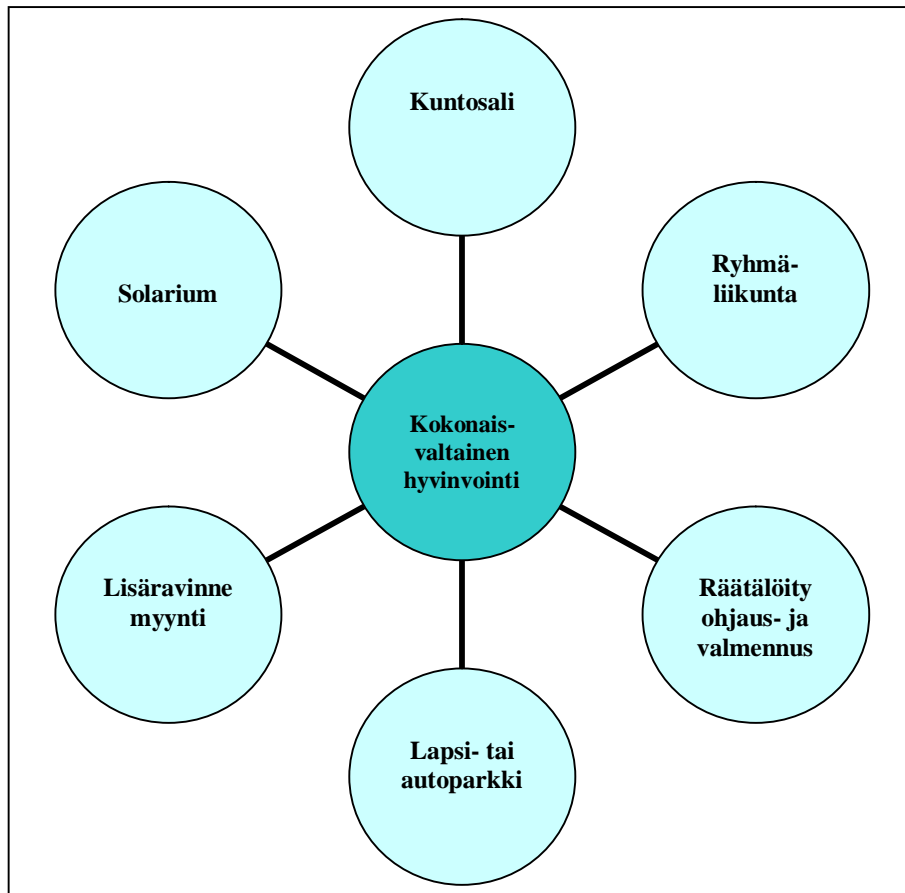 Kuntosali
Ryhmä-
liikunta
Solarium
Kokonais-
valtainen
hyvinvointi
Lisäravinne
myynti
Räätälöity
ohjaus- ja
valmennus
Lapsi- tai
autoparkki